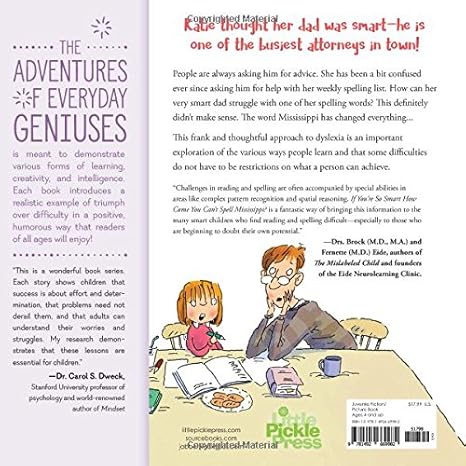 Copyrighted Material
THE
ADVENTURES
OF EVERYDAY
GENIUSES
is meant to demonstrate
various forms of learning,
creativity, and intelligence.
Each book introduces a
realistic example of triumph
over difficulty in a positive,
humorous way that readers
of all ages will enjoy!
"This is a wonderful book series.
Each story shows children that
success is about effort and deter-
mination, that problems need not
derail them, and that adults can
understand their worries and
struggles. My research demon-
strates that these lessons are
essential for children."
—Dr. Carol S. Dweck,
Stanford University professor of
psychology and world-renowned
author of Mindset
Katie thought her dad was smart—he is
one of the busiest attorneys in town!
People are always asking him for advice. She has been a bit confused
ever since asking for help with her weekly spelling list. How can her
very smart dad struggle with one of her spelling words? This definitely
didn't make sense. The word Mississippi has changed everything...
This frank and thoughtful approach to dyslexia is an important
exploration of the various ways people learn and that some difficulties
do not have to be restrictions on what a person can achieve.
"Challenges in reading and spelling are often accompanied by special abilities in
areas like complex pattern recognition and spatial reasoning. If You're So Smart How
Come You Can't Spell Mississippi? is a fantastic way of bringing this information to the
many smart children who find reading and spelling difficult—especially to those who
are beginning to doubt their own potential."
—Drs. Brock (M.D., M.A.) and
Fernette (M.D.) Eide, authors of
The Mislabeled Child and founders
of the Eide Neurolearning Clinic.
Little
Pickle
Press
littlepicklepress.com
sourcebooks.com
Juvenile Fiction/
Picture Book
Ages 4 and up
$17.99 U.S.
51799
Copyrighted Material